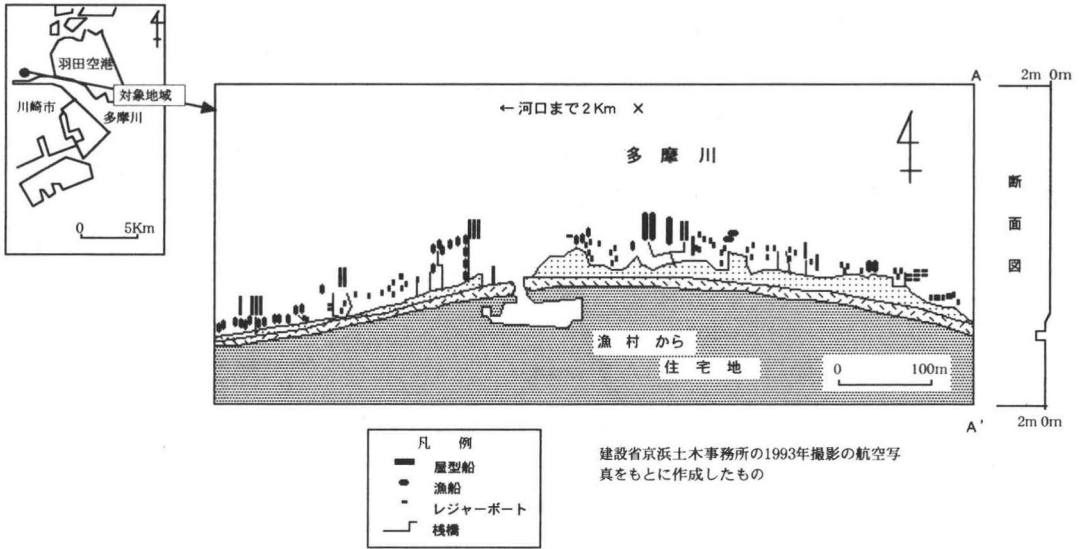 羽田空港
対象地域
川崎市
多摩川
0 5Km
←河口まで2Km ×
多摩川
A 2m 0m
断面図
漁村から
住宅地
0 100m
A' 2m 0m
凡例
屋型船
漁船
レジャーボート
桟橋
建設省京浜土木事務所の1993年撮影の航空写
真をもとに作成したもの